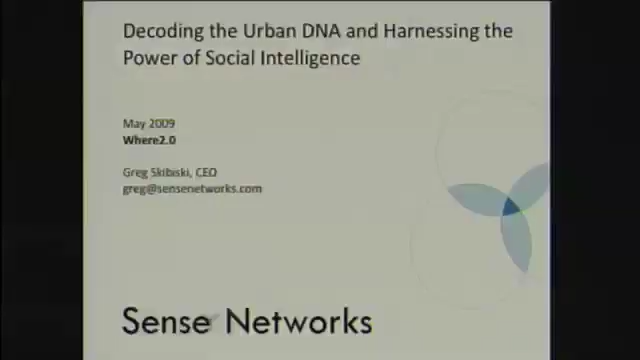 Decoding the Urban DNA and Harnessing the
Power of Social Intelligence
May 2009
Where2.0
Greg Skibiski, CEO
greg@sensenetworks.com
Sense Networks